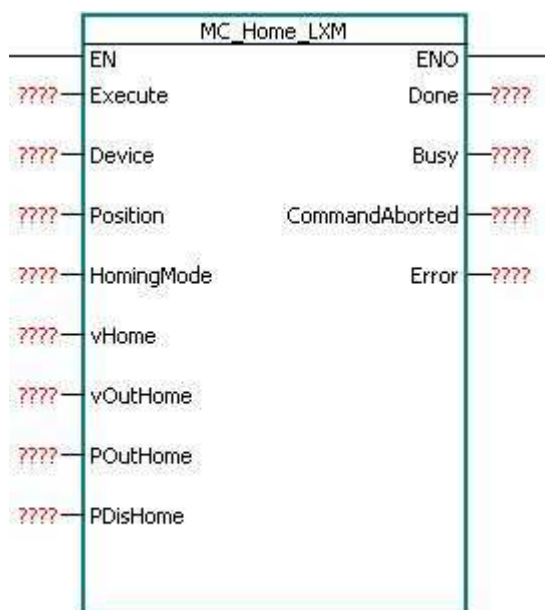 MC_Home_LXM
EN ENO
???? Execute Done ????
???? Device Busy ????
???? Position CommandAborted ????
???? HomingMode Error ????
???? vHome
???? vOutHome
???? POutHome
???? PDisHome